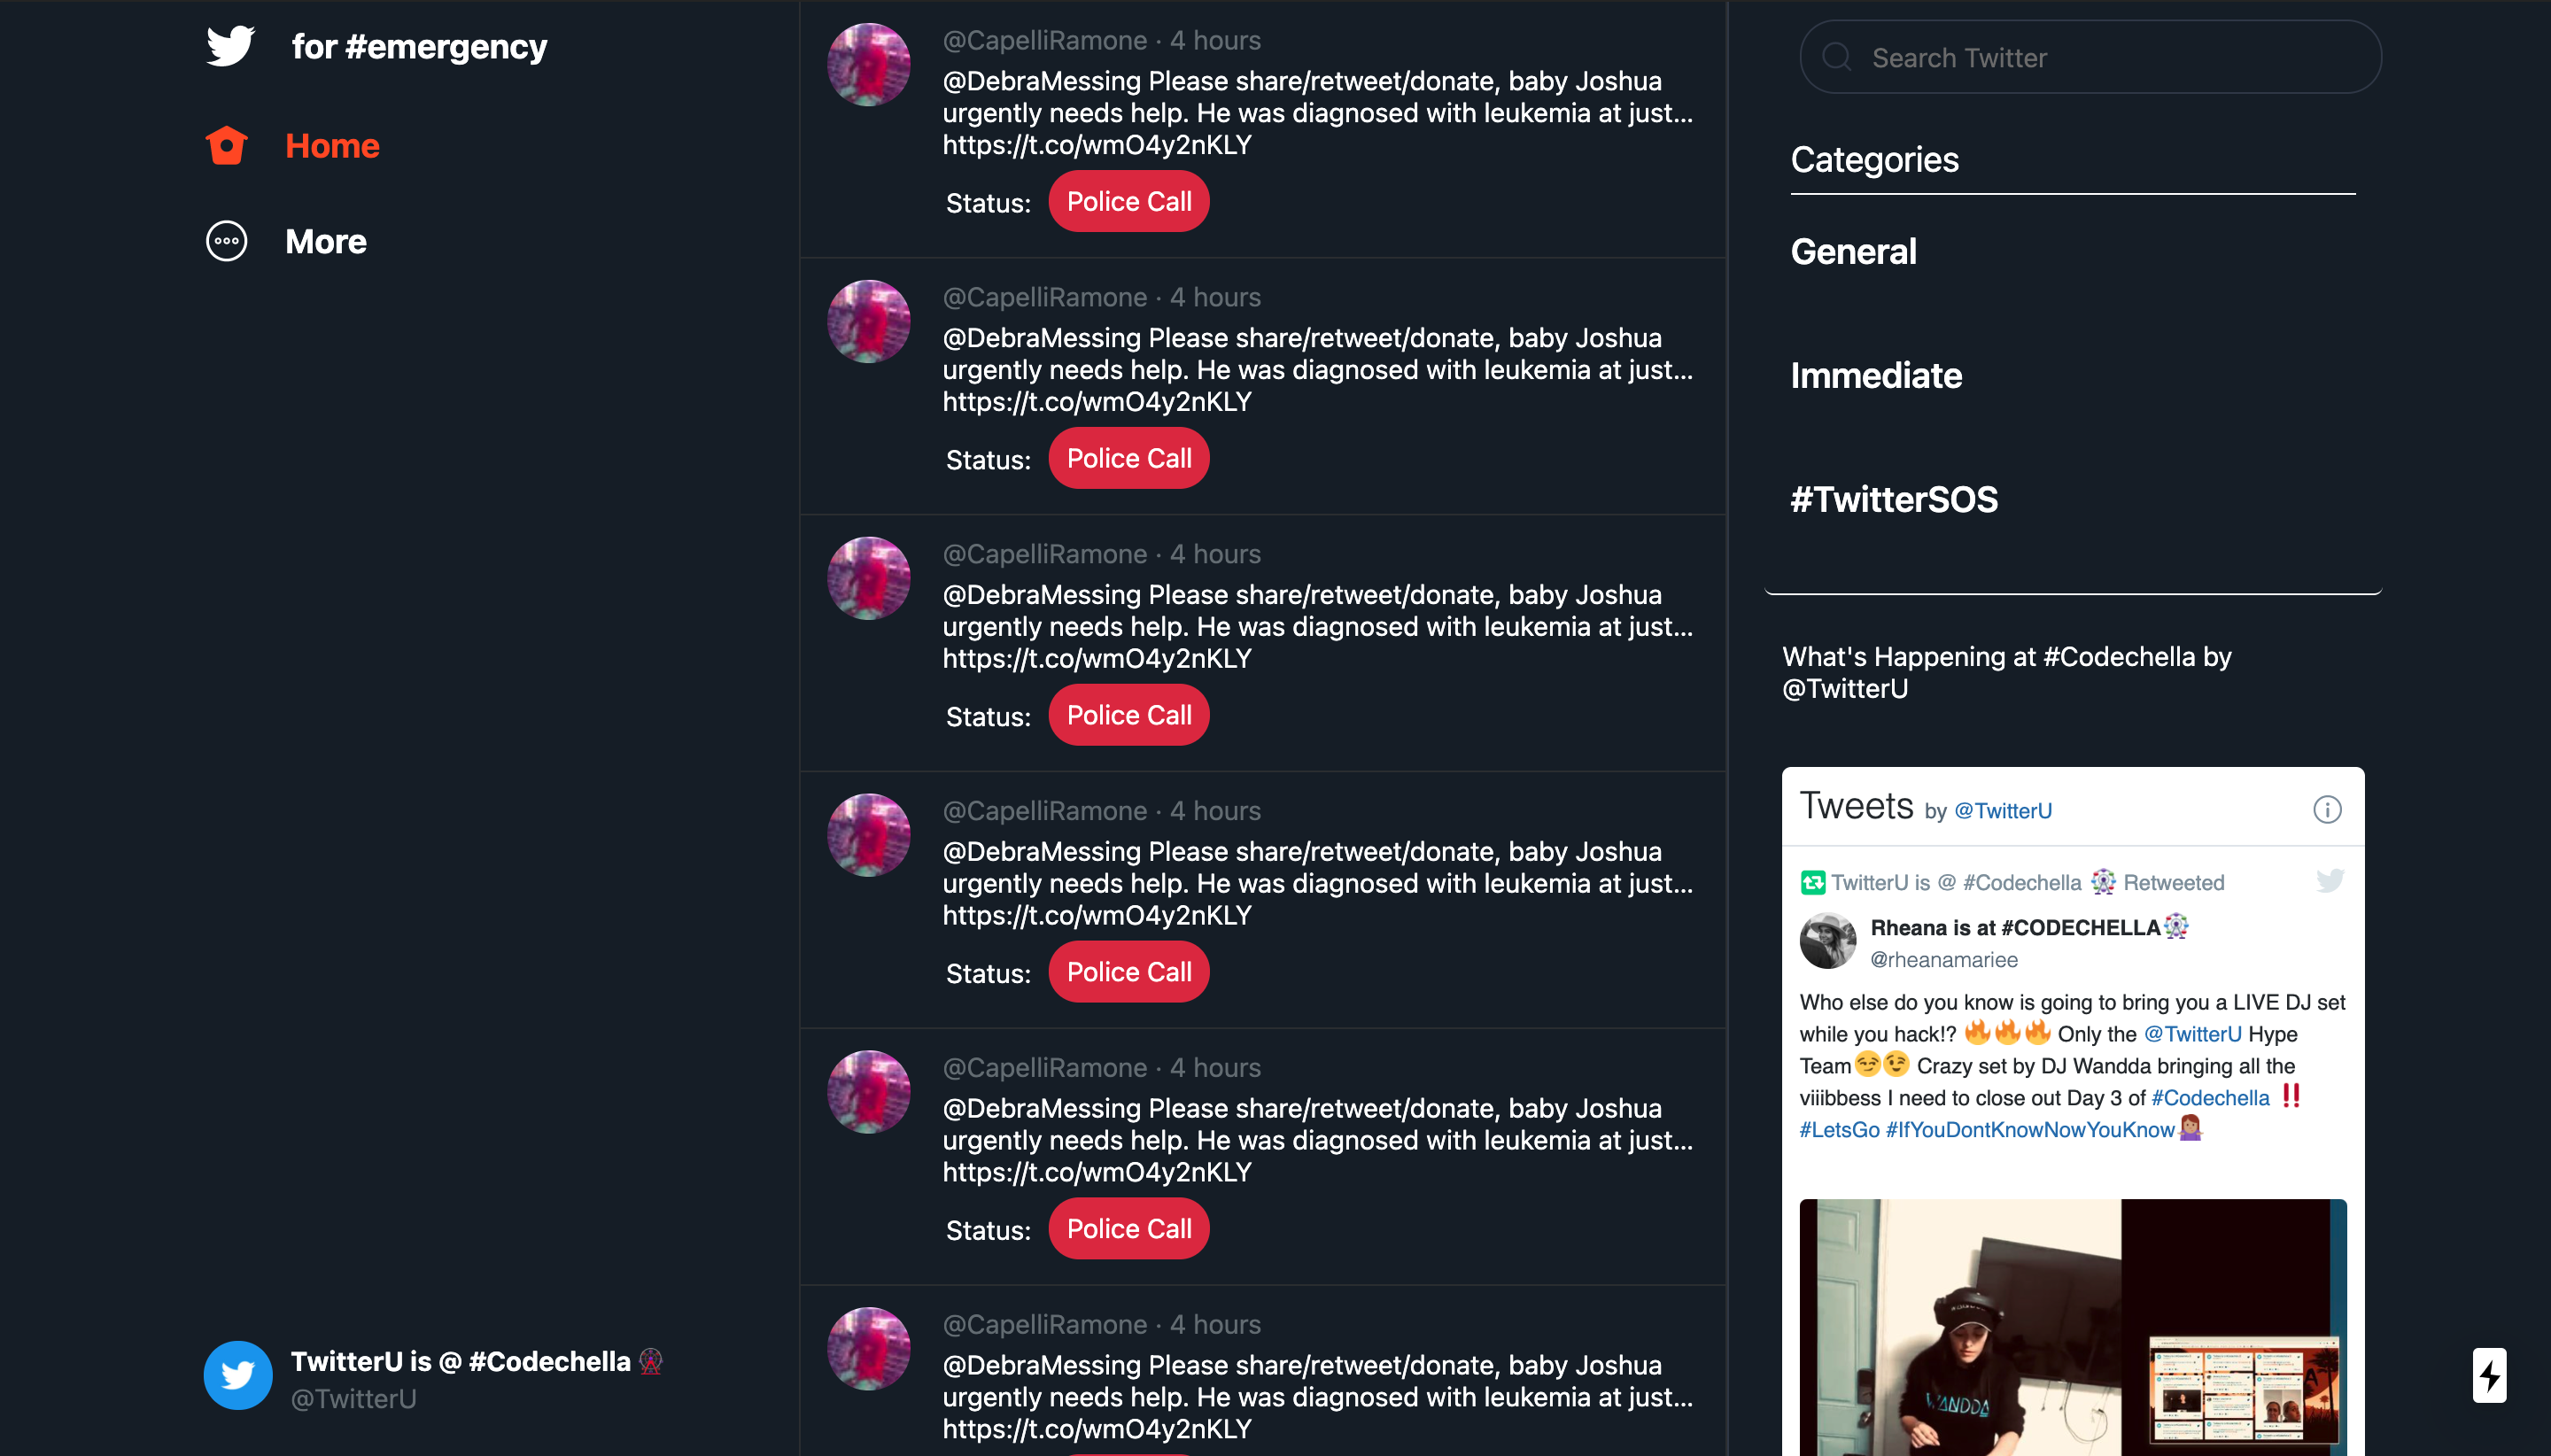 for #emergency
Home
More
TwitterU is @ #Codechella
@TwitterU
@CapelliRamone · 4 hours
@DebraMessing Please share/retweet/donate, baby Joshua
urgently needs help. He was diagnosed with leukemia at just...
https://t.co/wmO4y2nKLY
Status: Police Call
@CapelliRamone · 4 hours
@DebraMessing Please share/retweet/donate, baby Joshua
urgently needs help. He was diagnosed with leukemia at just...
https://t.co/wmO4y2nKLY
Status: Police Call
@CapelliRamone · 4 hours
@DebraMessing Please share/retweet/donate, baby Joshua
urgently needs help. He was diagnosed with leukemia at just...
https://t.co/wmO4y2nKLY
Status: Police Call
@CapelliRamone · 4 hours
@DebraMessing Please share/retweet/donate, baby Joshua
urgently needs help. He was diagnosed with leukemia at just...
https://t.co/wmO4y2nKLY
Status: Police Call
@CapelliRamone · 4 hours
@DebraMessing Please share/retweet/donate, baby Joshua
urgently needs help. He was diagnosed with leukemia at just...
https://t.co/wmO4y2nKLY
Status: Police Call
@CapelliRamone · 4 hours
@DebraMessing Please share/retweet/donate, baby Joshua
urgently needs help. He was diagnosed with leukemia at just...
https://t.co/wmO4y2nKLY
Search Twitter
Categories
General
Immediate
#TwitterSOS
What's Happening at #Codechella by
@TwitterU
Tweets by @TwitterU
TwitterU is @ #Codechella 🎡 Retweeted
Rheana is at #CODECHELLA🎡
@rheanamariee
Who else do you know is going to bring you a LIVE DJ set
while you hack!? 🔥🔥🔥 Only the @TwitterU Hype
Team😏😉 Crazy set by DJ Wandda bringing all the
viiibbess I need to close out Day 3 of #Codechella ‼️
#LetsGo #IfYouDontKnowNowYouKnow🤷🏽‍♀️
WANDDA